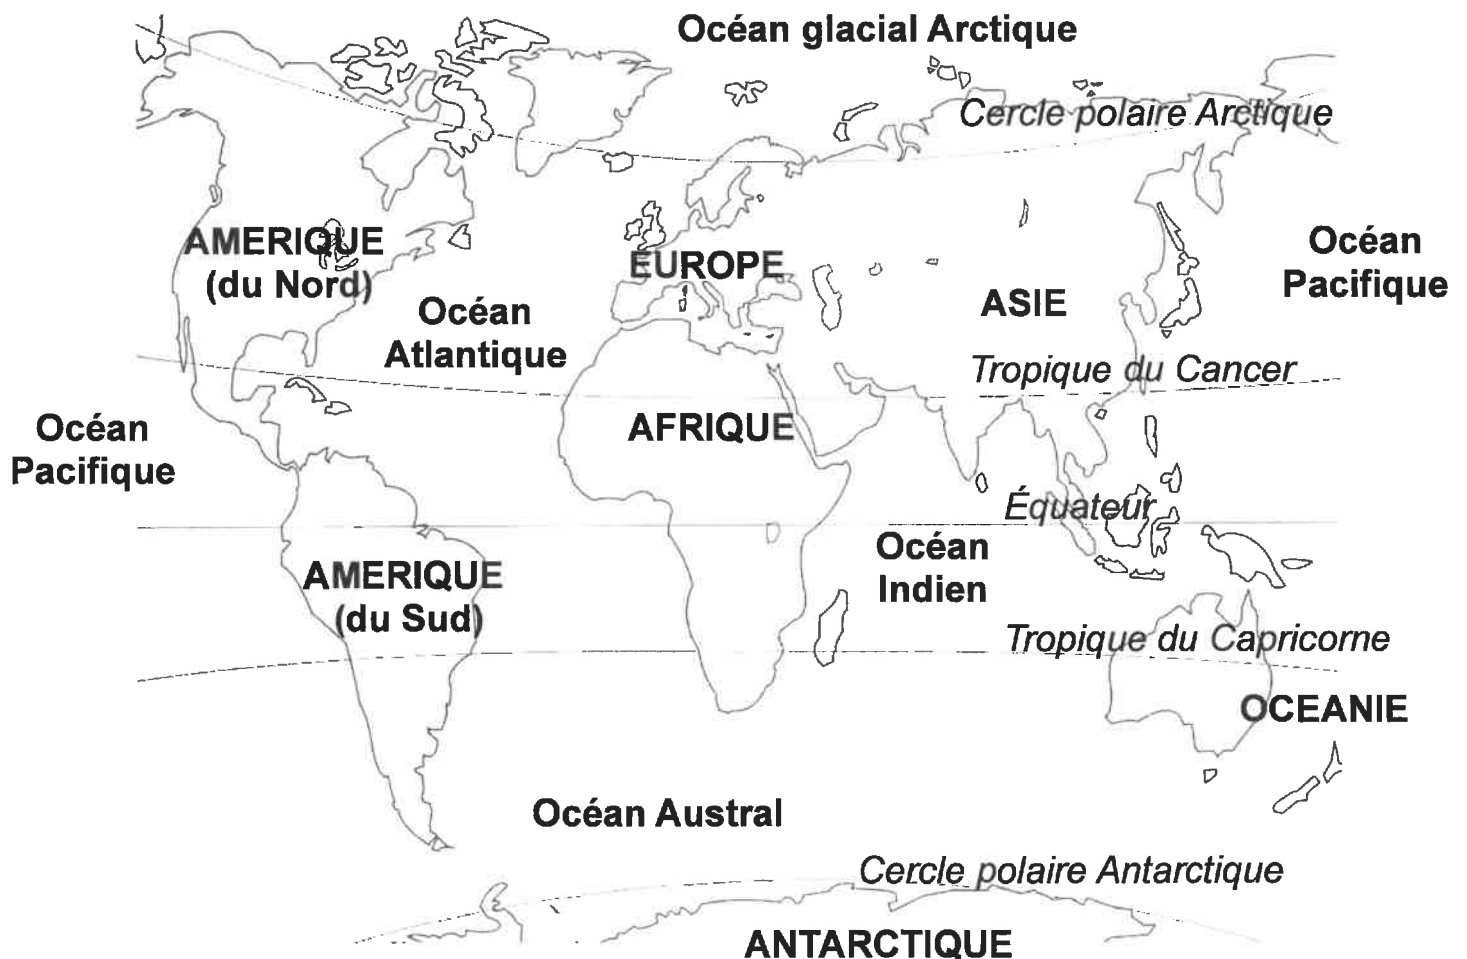 Océan glacial Arctique
Cercle polaire Arctique
AMERIQUE
(du Nord)
EUROPE
Océan
Pacifique
ASIE
Océan
Atlantique
Tropique du Cancer
Océan
Pacifique
AFRIQUE
Équateur
Océan
Indien
AMERIQUE
(du Sud)
Tropique du Capricorne
OCEANIE
Océan Austral
Cercle polaire Antarctique
ANTARCTIQUE